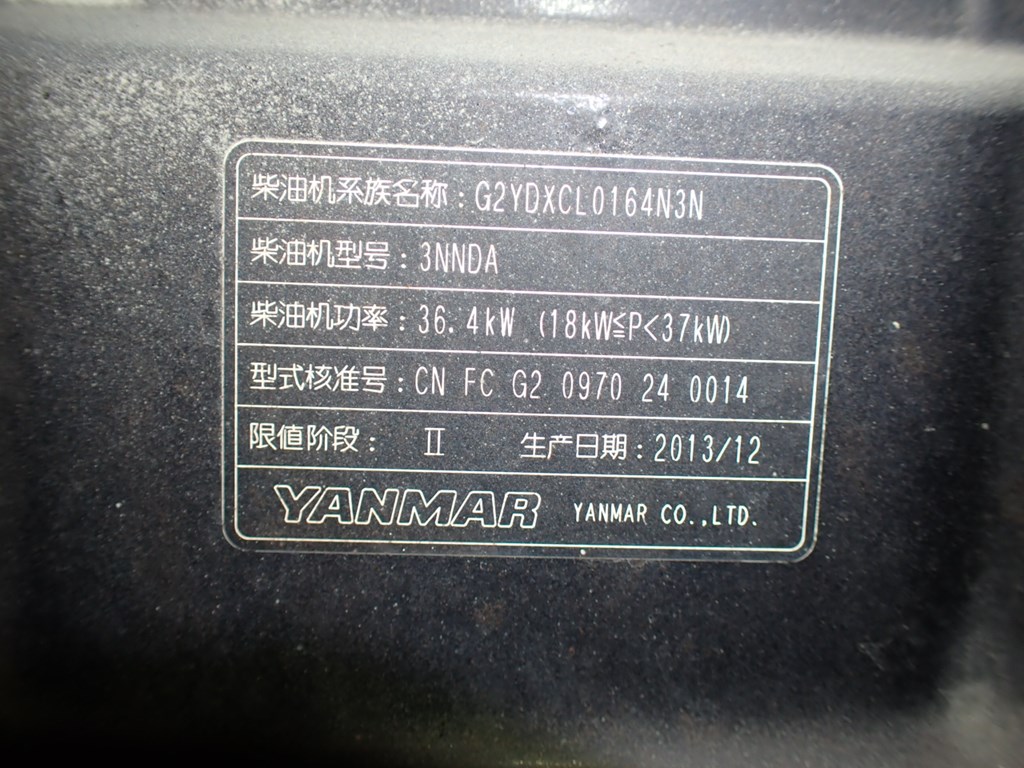 柴油机系族名称：G2YDXCL0164N3N
柴油机型号：3NNDA
柴油机功率：36.4kW (18kW≦P<37kW)
型式核准号：CN FC G2 0970 24 0014
限值阶段： Ⅱ 生产日期：2013/12
YANMAR YANMAR CO.,LTD.